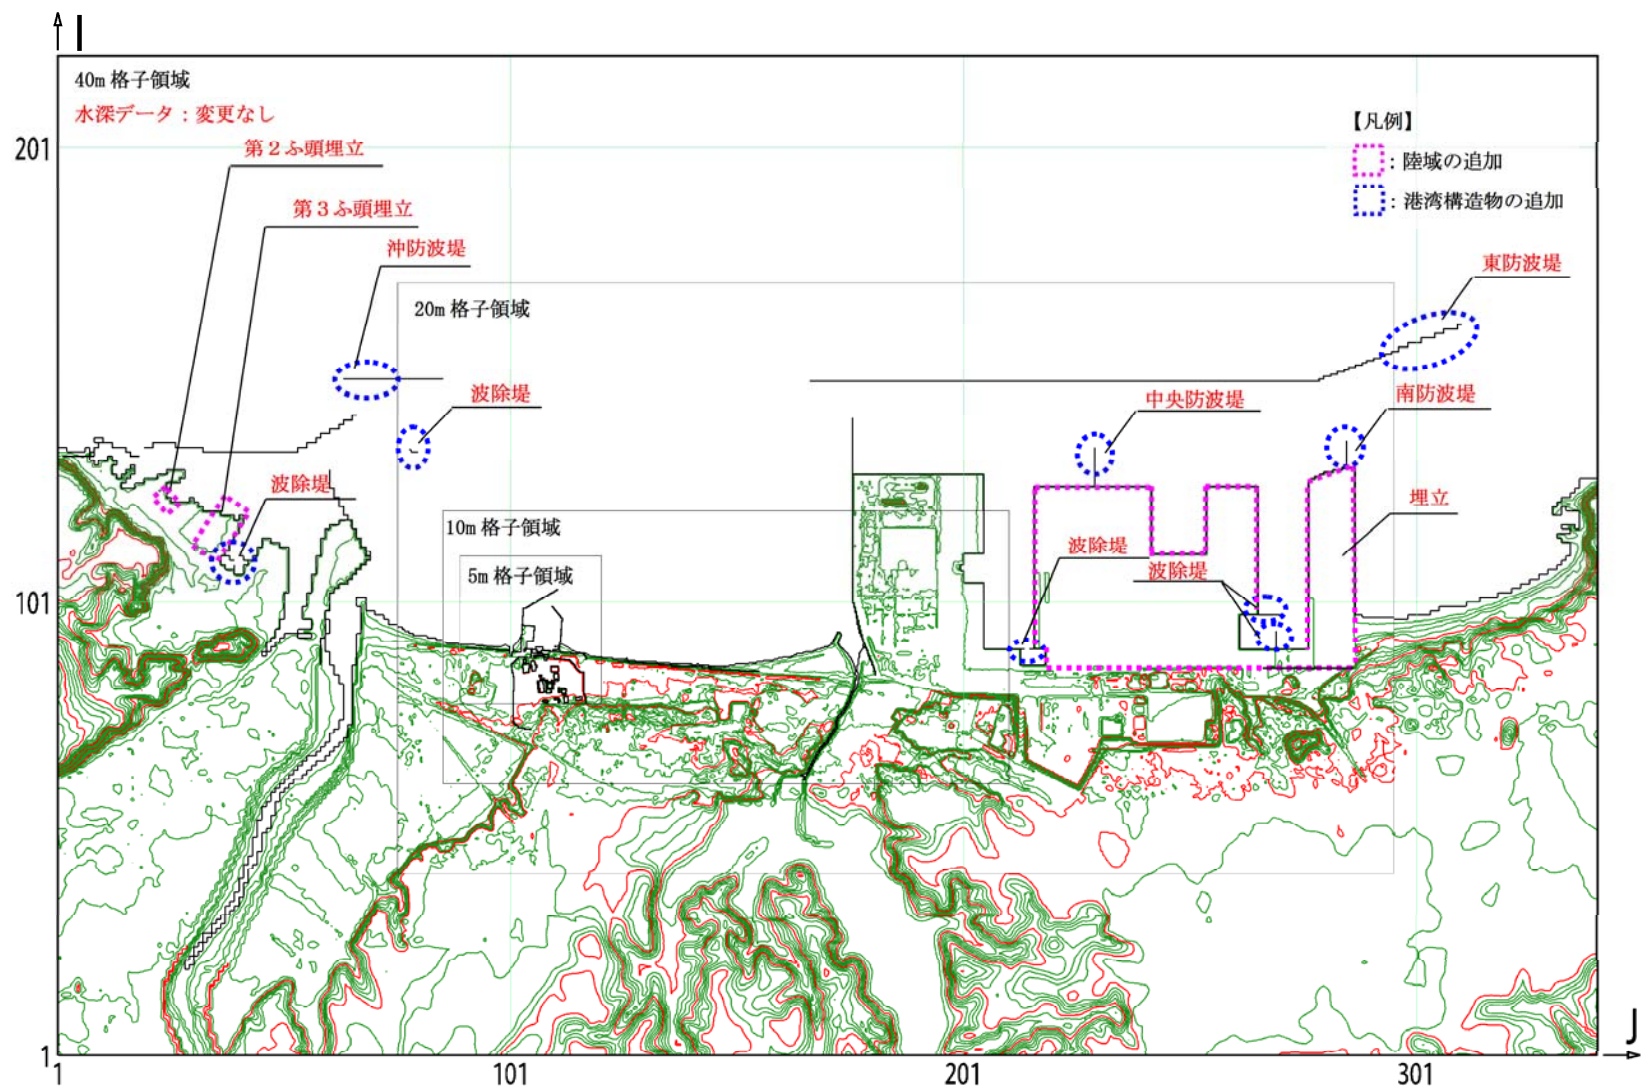 I
40m 格子領域
水深データ：変更なし
201
第２ふ頭埋立
第３ふ頭埋立
沖防波堤
【凡例】
：陸域の追加
：港湾構造物の追加
東防波堤
20m 格子領域
波除堤
中央防波堤
南防波堤
波除堤
埋立
10m 格子領域
波除堤
5m 格子領域
波除堤
101
J
1
1
101
201
301